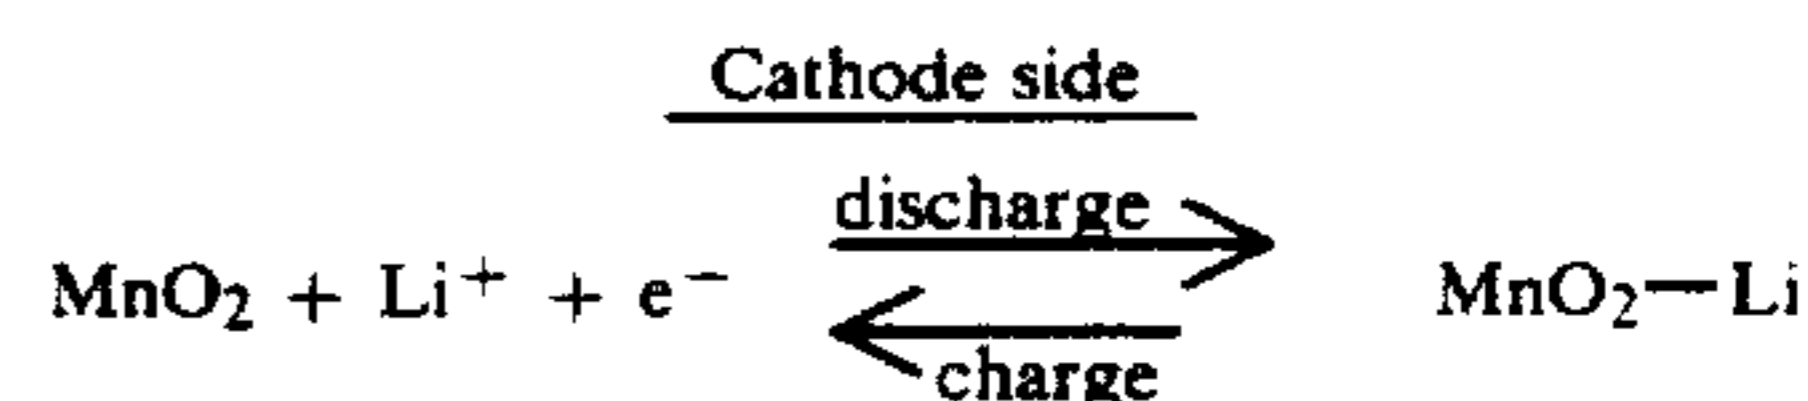 Cathode side
discharge
MnO₂ + Li⁺ + e⁻ MnO₂—Li
charge